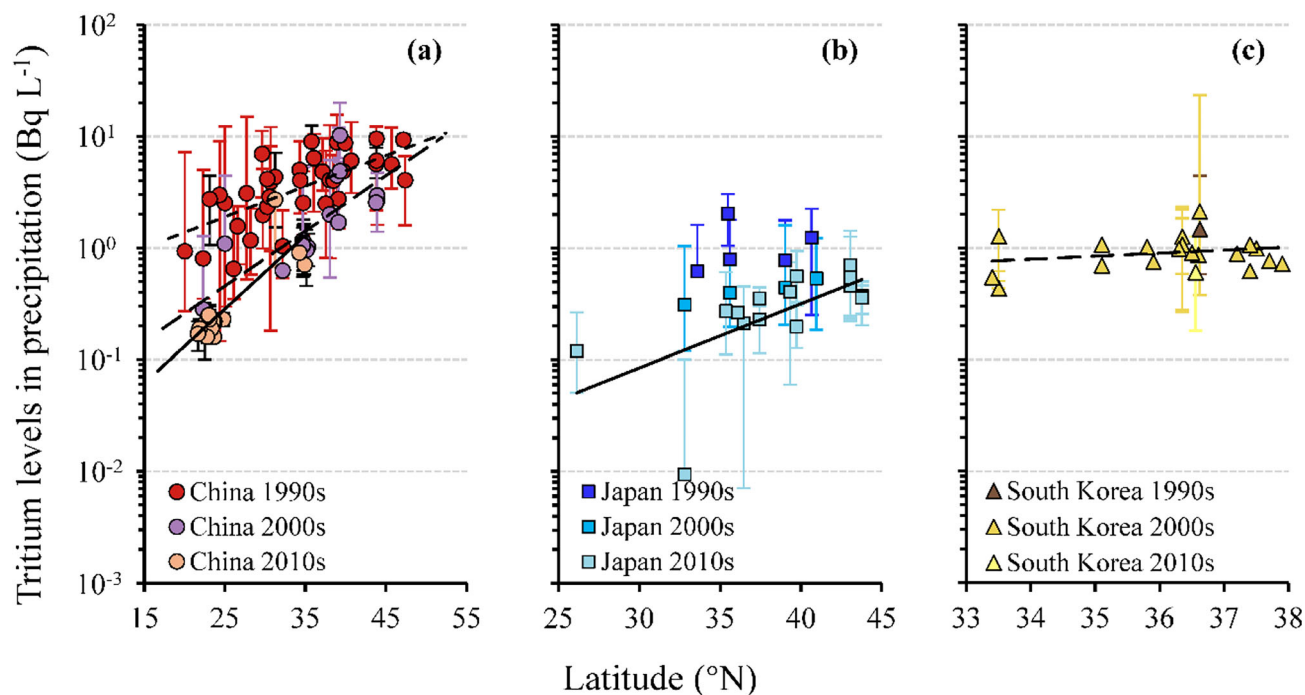 Tritium levels in precipitation (Bq L⁻¹)
10²
10¹
10⁰
10⁻¹
10⁻²
10⁻³
(a)
China 1990s
China 2000s
China 2010s
15 25 35 45 55
(b)
Japan 1990s
Japan 2000s
Japan 2010s
25 30 35 40 45
(c)
South Korea 1990s
South Korea 2000s
South Korea 2010s
33 34 35 36 37 38
Latitude (°N)